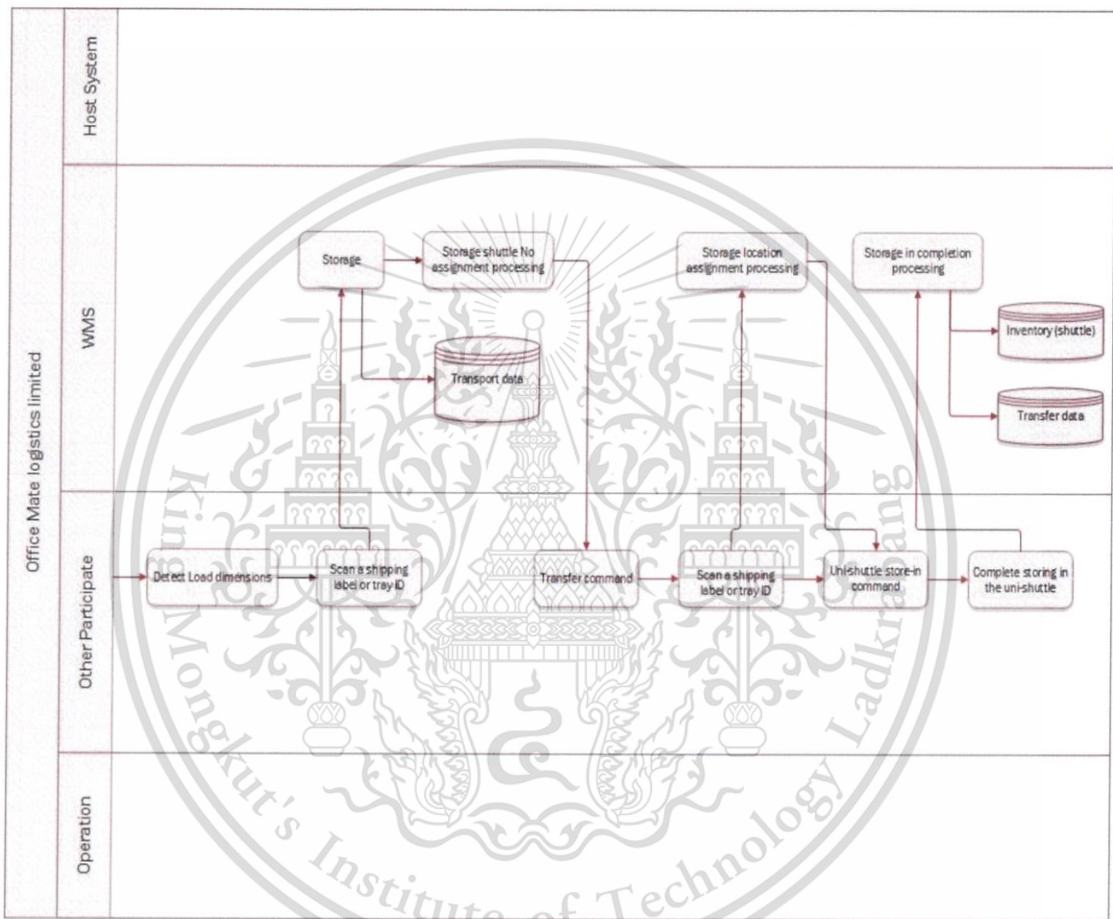 Office Mate logistics limited
Host System
WMS
Storage
Storage shuttle No
assignment processing
Storage location
assignment processing
Storage in completion
processing
Transport data
Inventory (shuttle)
Transfer data
Other Participate
Detect Load dimensions
Scan a shipping
label or tray ID
Transfer command
Scan a shipping
label or tray ID
Uni-shuttle store-in
command
Complete storing in
the uni-shuttle
Operation
King Mongkut's Institute of Technology Ladkrabang